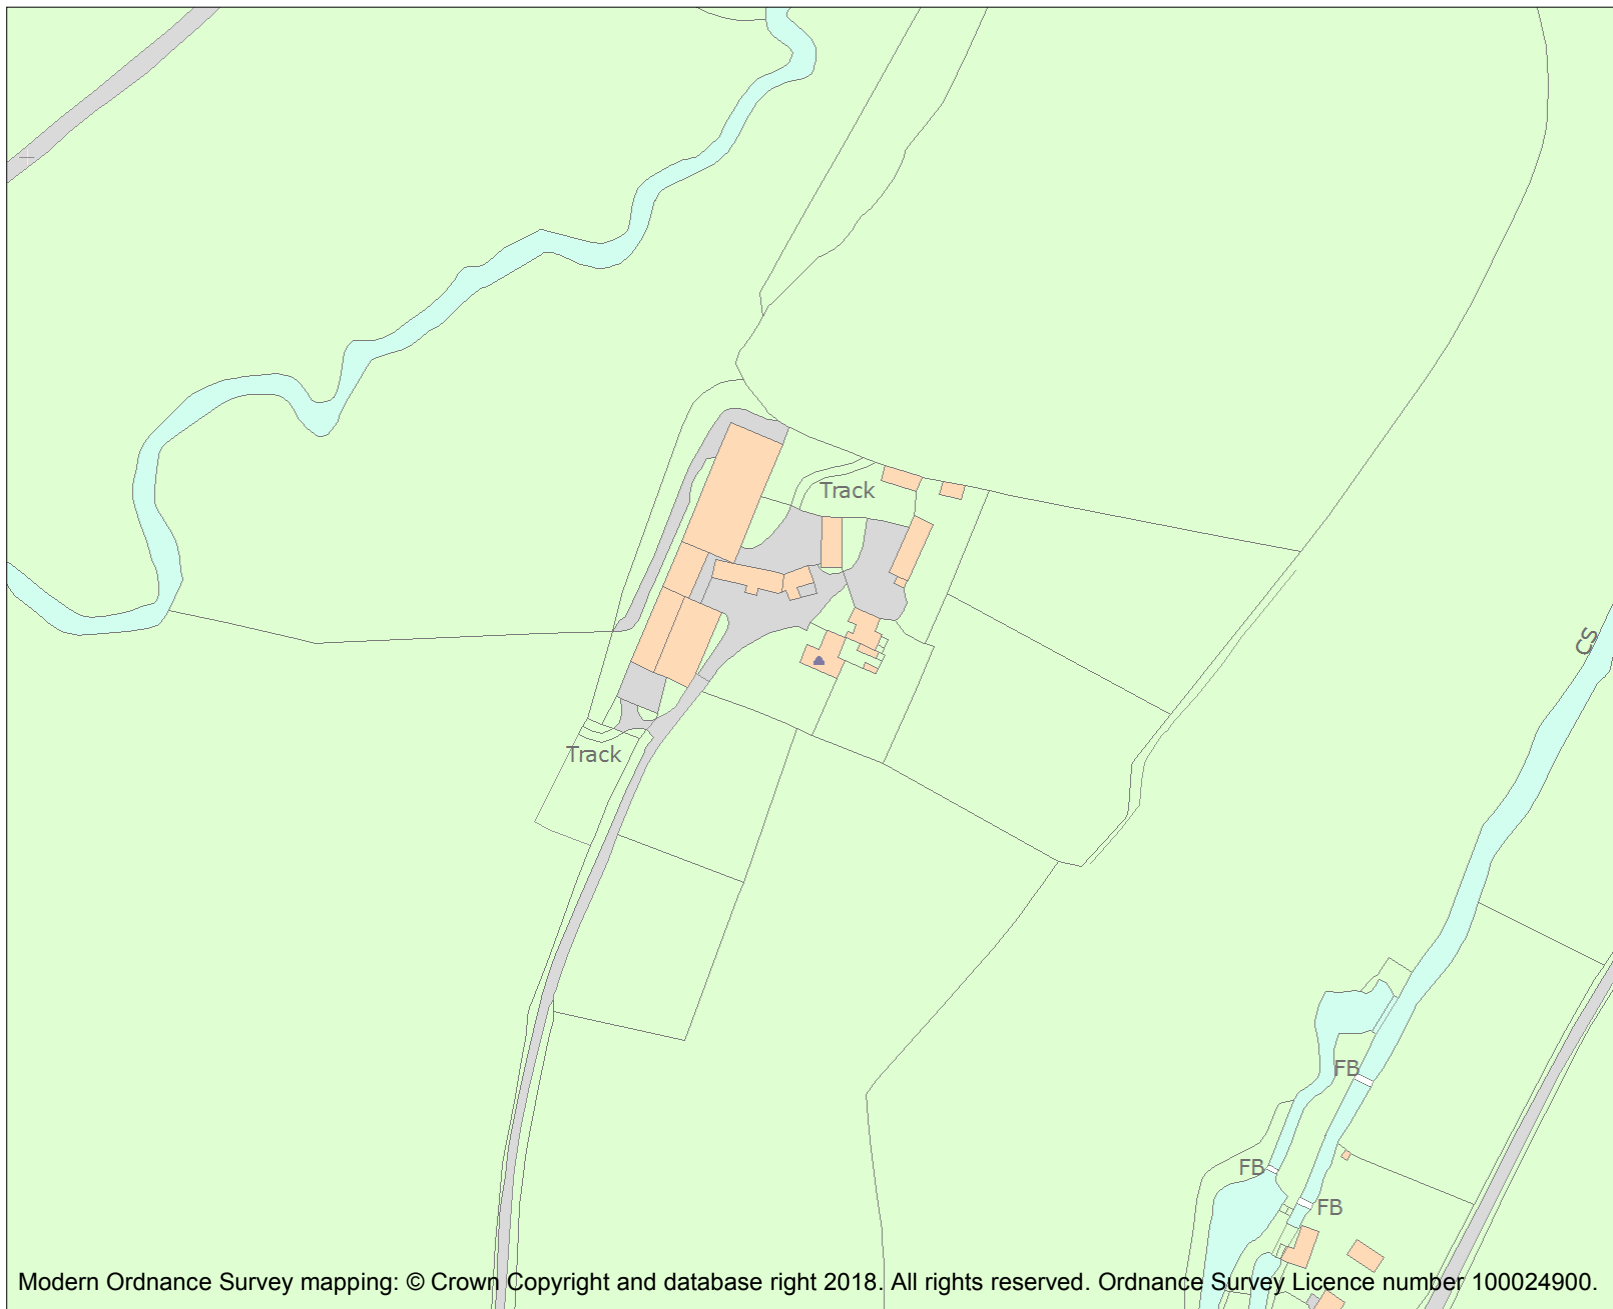 Track
CS
Track
FB
FB
FB
Modern Ordnance Survey mapping: © Crown Copyright and database right 2018. All rights reserved. Ordnance Survey Licence number 100024900.